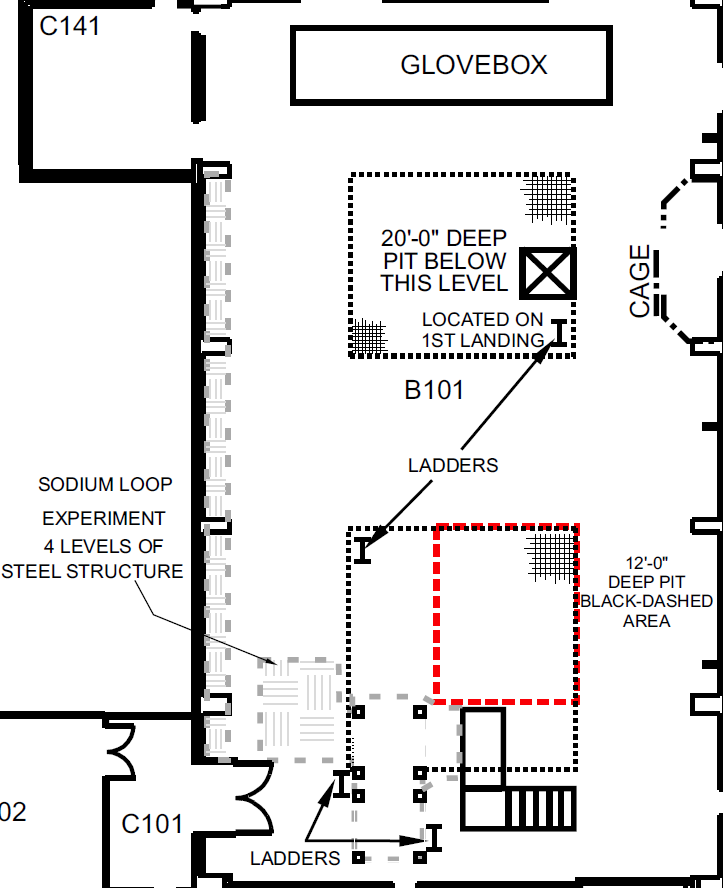 C141
GLOVEBOX
20'-0" DEEP
PIT BELOW
THIS LEVEL
CAGE
LOCATED ON
1ST LANDING
B101
LADDERS
SODIUM LOOP
EXPERIMENT
4 LEVELS OF
STEEL STRUCTURE
12'-0"
DEEP PIT
BLACK-DASHED
AREA
02
C101
LADDERS